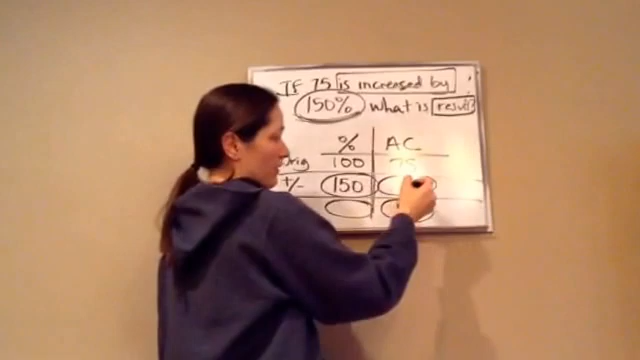 If 75 is increased by
150% what is result?
% AC
orig 100 75
+/- 150